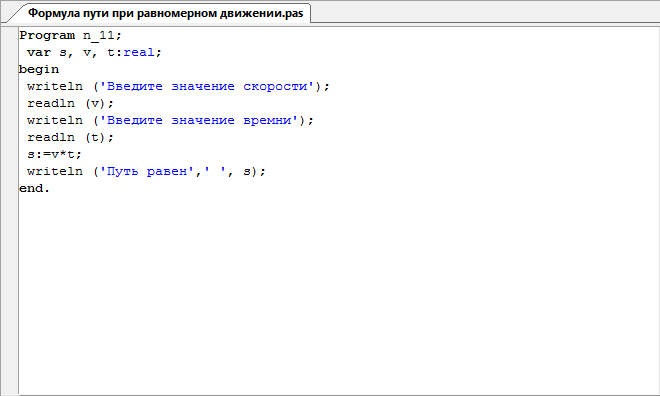 Формула пути при равномерном движении.pas
Program n_11;
var s, v, t:real;
begin
writeln ('Введите значение скорости');
readln (v);
writeln ('Введите значение времни');
readln (t);
s:=v*t;
writeln ('Путь равен',' ', s);
end.